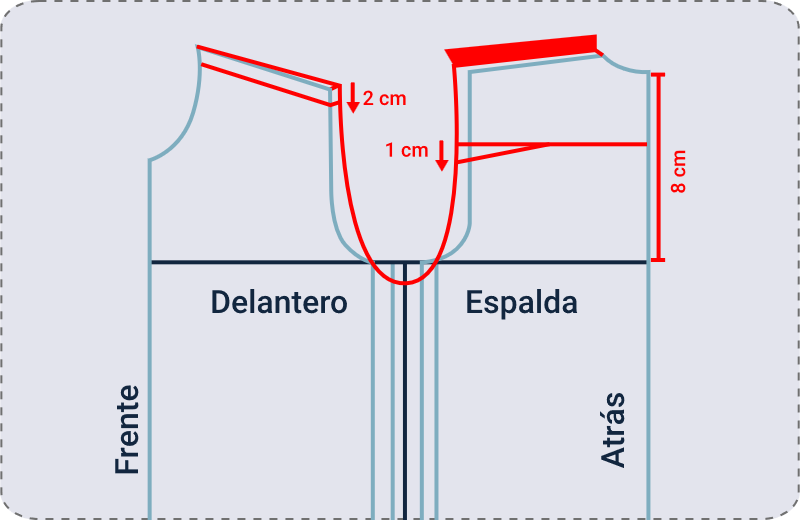 2 cm
1 cm
8 cm
Delantero
Espalda
Frente
Atrás